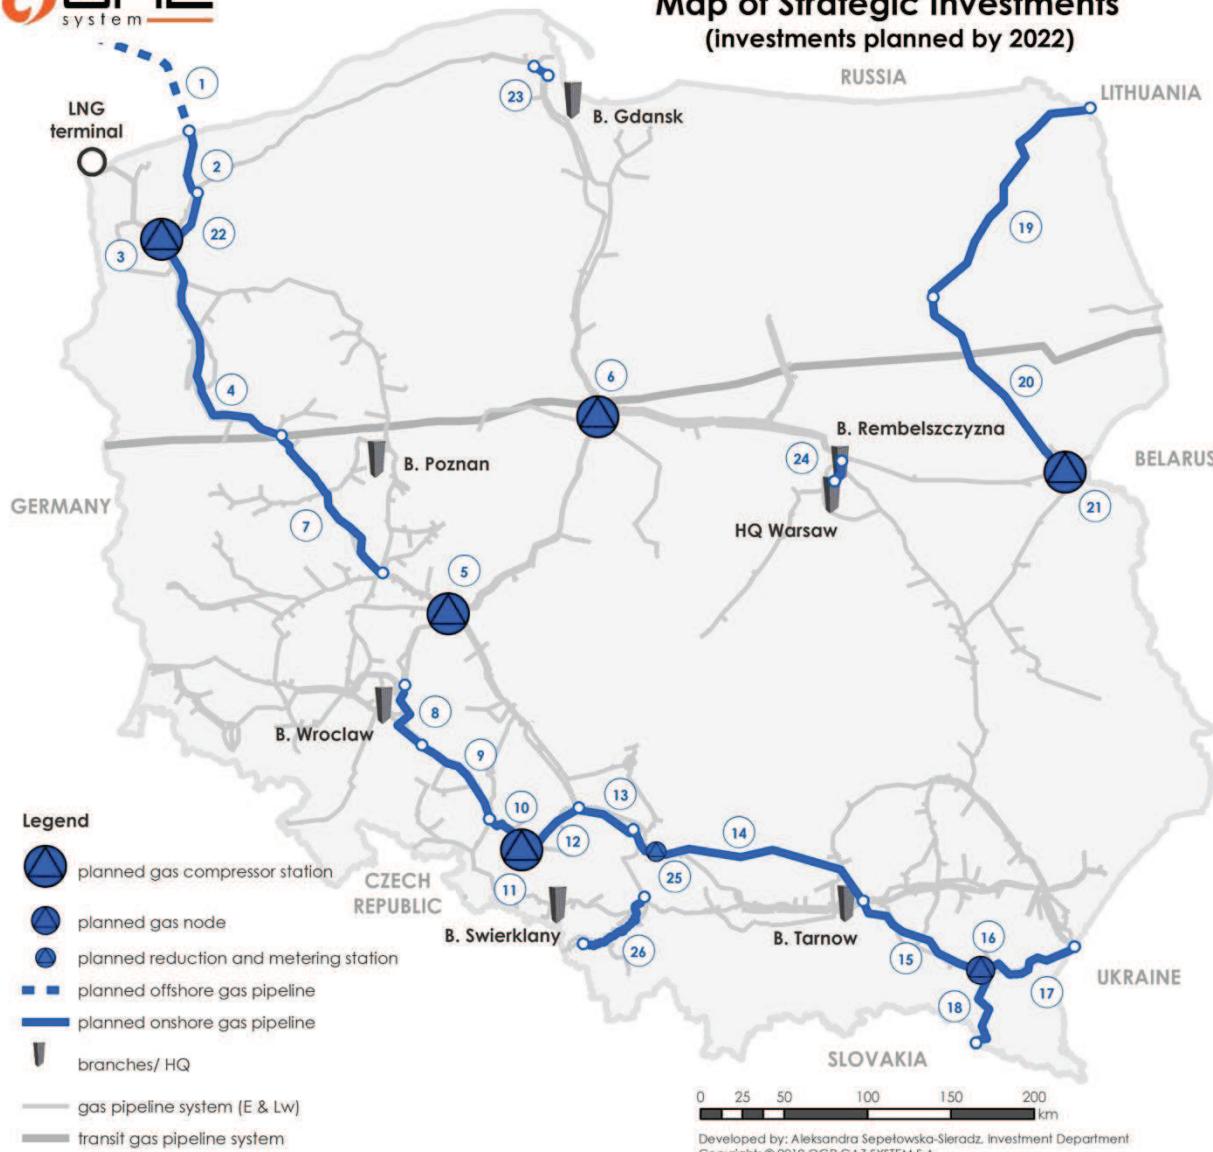 system
Map of Strategic Investments
(investments planned by 2022)
RUSSIA
LITHUANIA
1
23
B. Gdansk
LNG
terminal
2
22
3
19
4
6
20
B. Rembelszczyzna
24
BELARUS
B. Poznan
21
HQ Warsaw
GERMANY
7
5
8
B. Wroclaw
9
10
13
12
14
11
25
CZECH
REPUBLIC
B. Swierklany
26
B. Tarnow
15
16
17
18
UKRAINE
SLOVAKIA
Legend
planned gas compressor station
planned gas node
planned reduction and metering station
planned offshore gas pipeline
planned onshore gas pipeline
branches/ HQ
gas pipeline system (E & Lw)
transit gas pipeline system
0 25 50 100 150 200
km
Developed by: Aleksandra Sepełowska-Sieradz, Investment Department